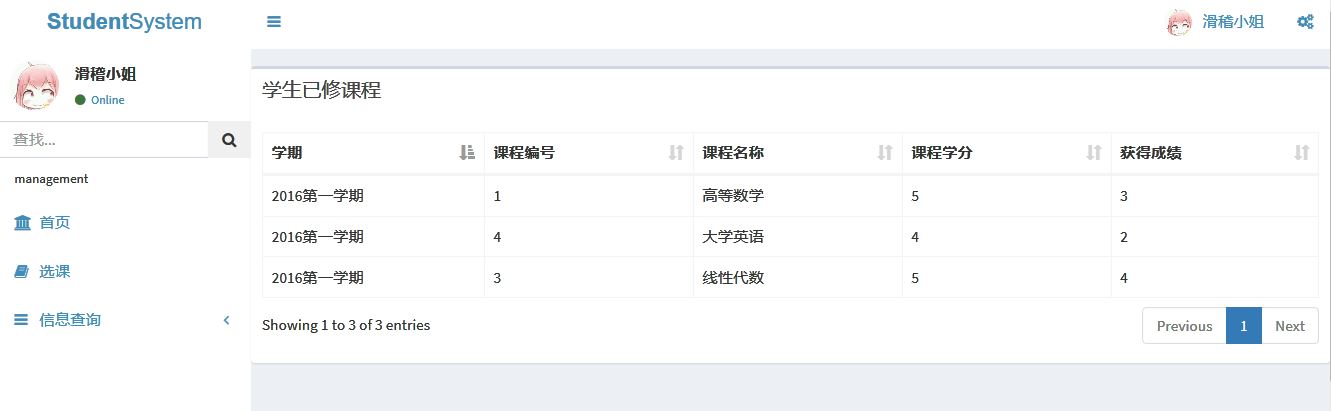 StudentSystem
滑稽小姐
滑稽小姐
Online
查找...
management
首页
选课
信息查询
学生已修课程
学期 课程编号 课程名称 课程学分 获得成绩
2016第一学期 1 高等数学 5 3
2016第一学期 4 大学英语 4 2
2016第一学期 3 线性代数 5 4
Showing 1 to 3 of 3 entries
Previous 1 Next